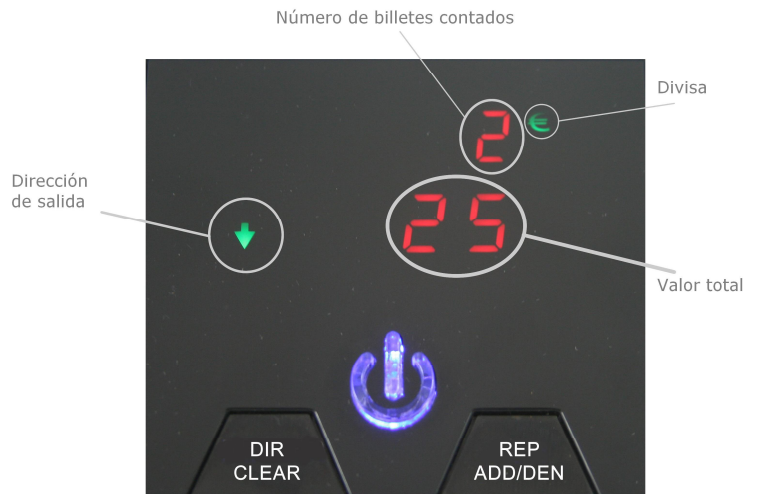 Número de billetes contados
Divisa
2 €
Dirección
de salida
25
Valor total
DIR
CLEAR
REP
ADD/DEN